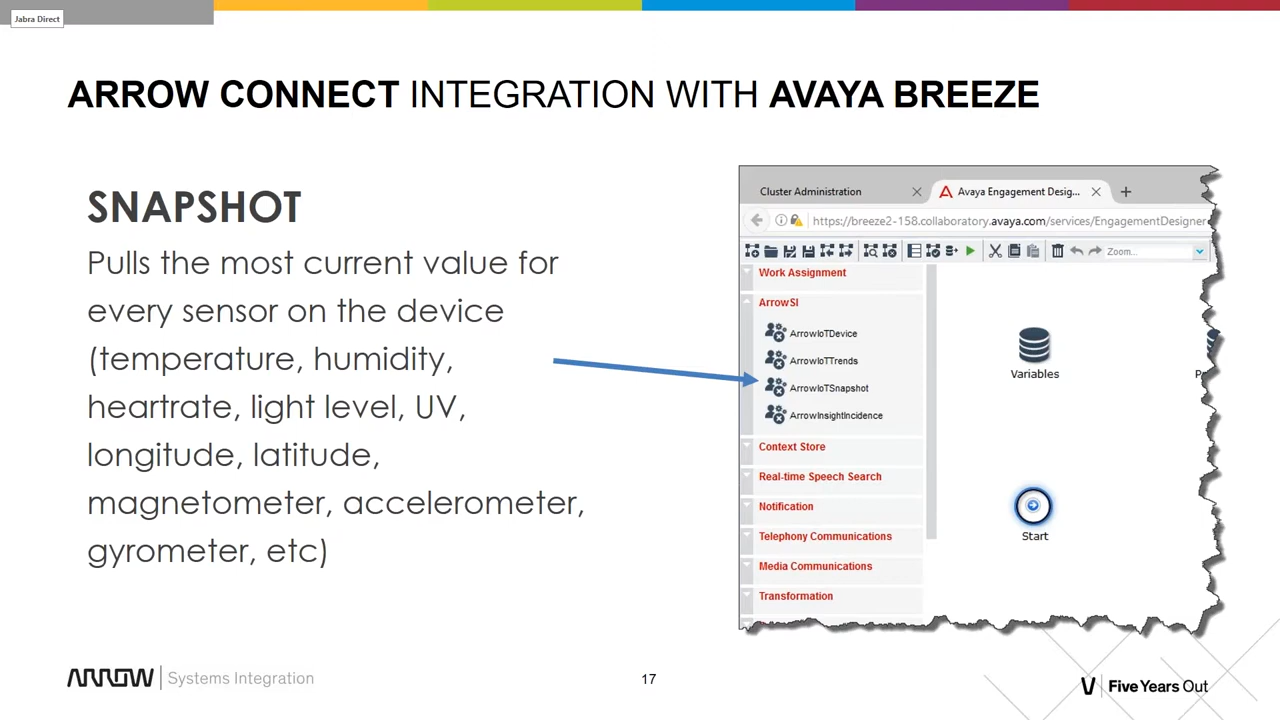 Jabra Direct
ARROW CONNECT INTEGRATION WITH AVAYA BREEZE
SNAPSHOT
Pulls the most current value for
every sensor on the device
(temperature, humidity,
heartrate, light level, UV,
longitude, latitude,
magnetometer, accelerometer,
gyrometer, etc)
Cluster Administration
Avaya Engagement Desig...
https://breeze2-158.collaboratory.avaya.com/services/EngagementDesigner
Zoom...
Work Assignment
ArrowSI
ArrowIoTDevice
ArrowIoTTrends
ArrowIoTSnapshot
ArrowInsightIncidence
Context Store
Real-time Speech Search
Notification
Telephony Communications
Media Communications
Transformation
Variables
Start
ARROW Systems Integration
17
Five Years Out